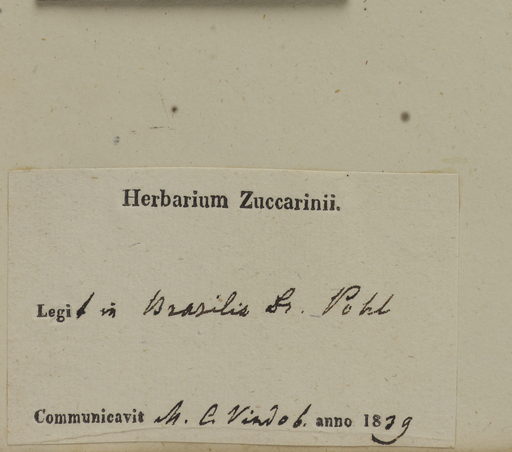 Herbarium Zuccarinii.
Legit in Brasilia Dr. Pohl
Communicavit M. C. Vindob. anno 1839